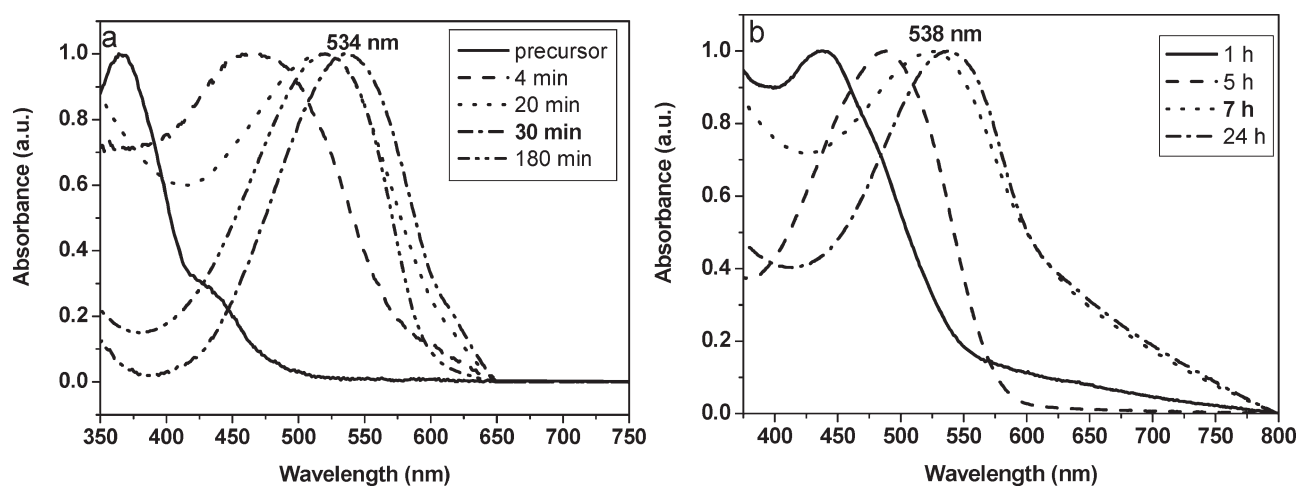 a
534 nm
precursor
4 min
20 min
30 min
180 min
Absorbance (a.u.)
1.0
0.8
0.6
0.4
0.2
0.0
350 400 450 500 550 600 650 700 750
Wavelength (nm)
b
538 nm
1 h
5 h
7 h
24 h
Absorbance (a.u.)
1.0
0.8
0.6
0.4
0.2
0.0
400 450 500 550 600 650 700 750 800
Wavelength (nm)